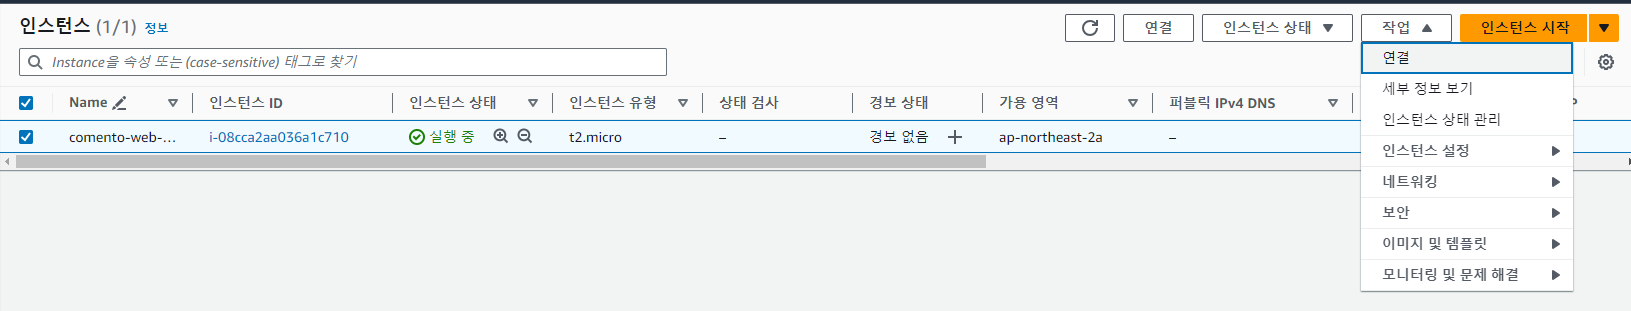 인스턴스 (1/1) 정보
연결 인스턴스 상태 작업 인스턴스 시작
Instance을 속성 또는 (case-sensitive) 태그로 찾기
Name 인스턴스 ID 인스턴스 상태 인스턴스 유형 상태 검사 경보 상태 가용 영역 퍼블릭 IPv4 DNS
comento-web-... i-08cca2aa036a1c710 실행 중 t2.micro – 경보 없음 ap-northeast-2a –
연결
세부 정보 보기
인스턴스 상태 관리
인스턴스 설정
네트워킹
보안
이미지 및 템플릿
모니터링 및 문제 해결